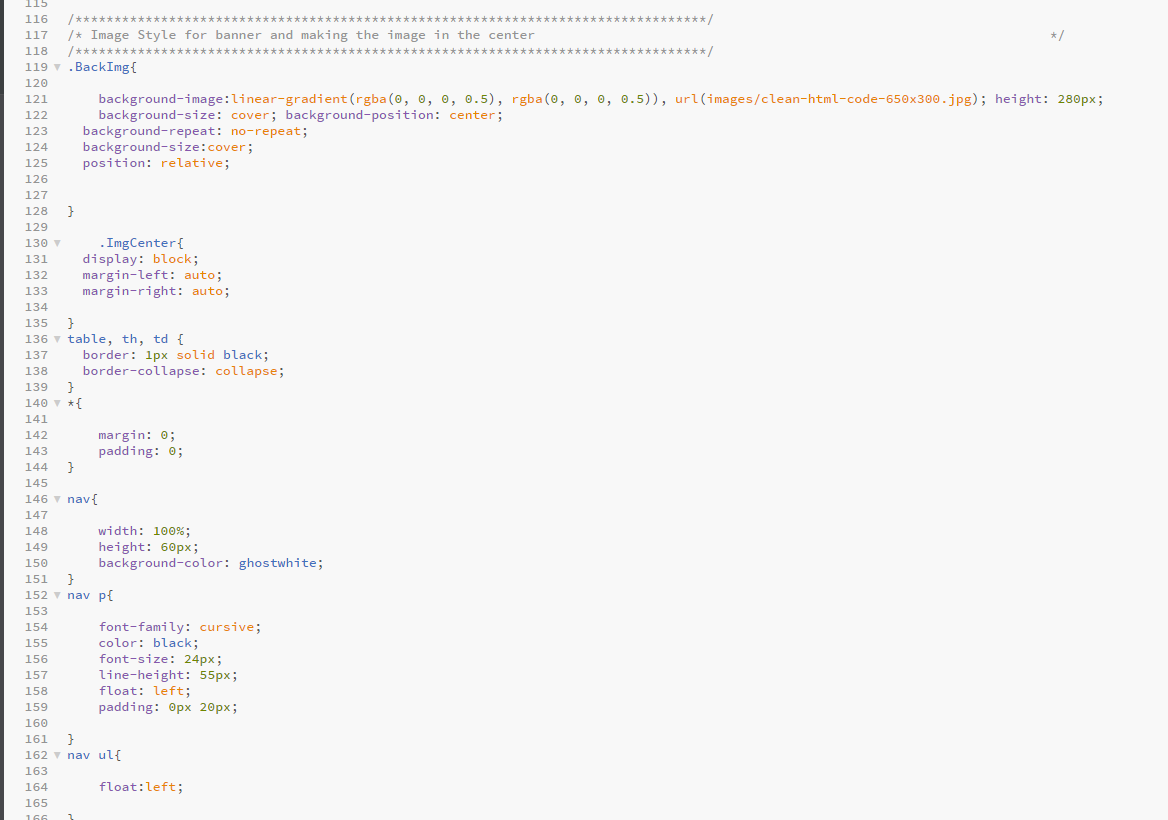 115
116 /*********************************************************************************/
117 /* Image Style for banner and making the image in the center */
118 /*********************************************************************************/
119 .BackImg{
120
121 background-image:linear-gradient(rgba(0, 0, 0, 0.5), rgba(0, 0, 0, 0.5)), url(images/clean-html-code-650x300.jpg); height: 280px;
122 background-size: cover; background-position: center;
123 background-repeat: no-repeat;
124 background-size:cover;
125 position: relative;
126
127
128 }
129
130 .ImgCenter{
131 display: block;
132 margin-left: auto;
133 margin-right: auto;
134
135 }
136 table, th, td {
137 border: 1px solid black;
138 border-collapse: collapse;
139 }
140 *{
141
142 margin: 0;
143 padding: 0;
144 }
145
146 nav{
147
148 width: 100%;
149 height: 60px;
150 background-color: ghostwhite;
151 }
152 nav p{
153
154 font-family: cursive;
155 color: black;
156 font-size: 24px;
157 line-height: 55px;
158 float: left;
159 padding: 0px 20px;
160
161 }
162 nav ul{
163
164 float:left;
165
166 }